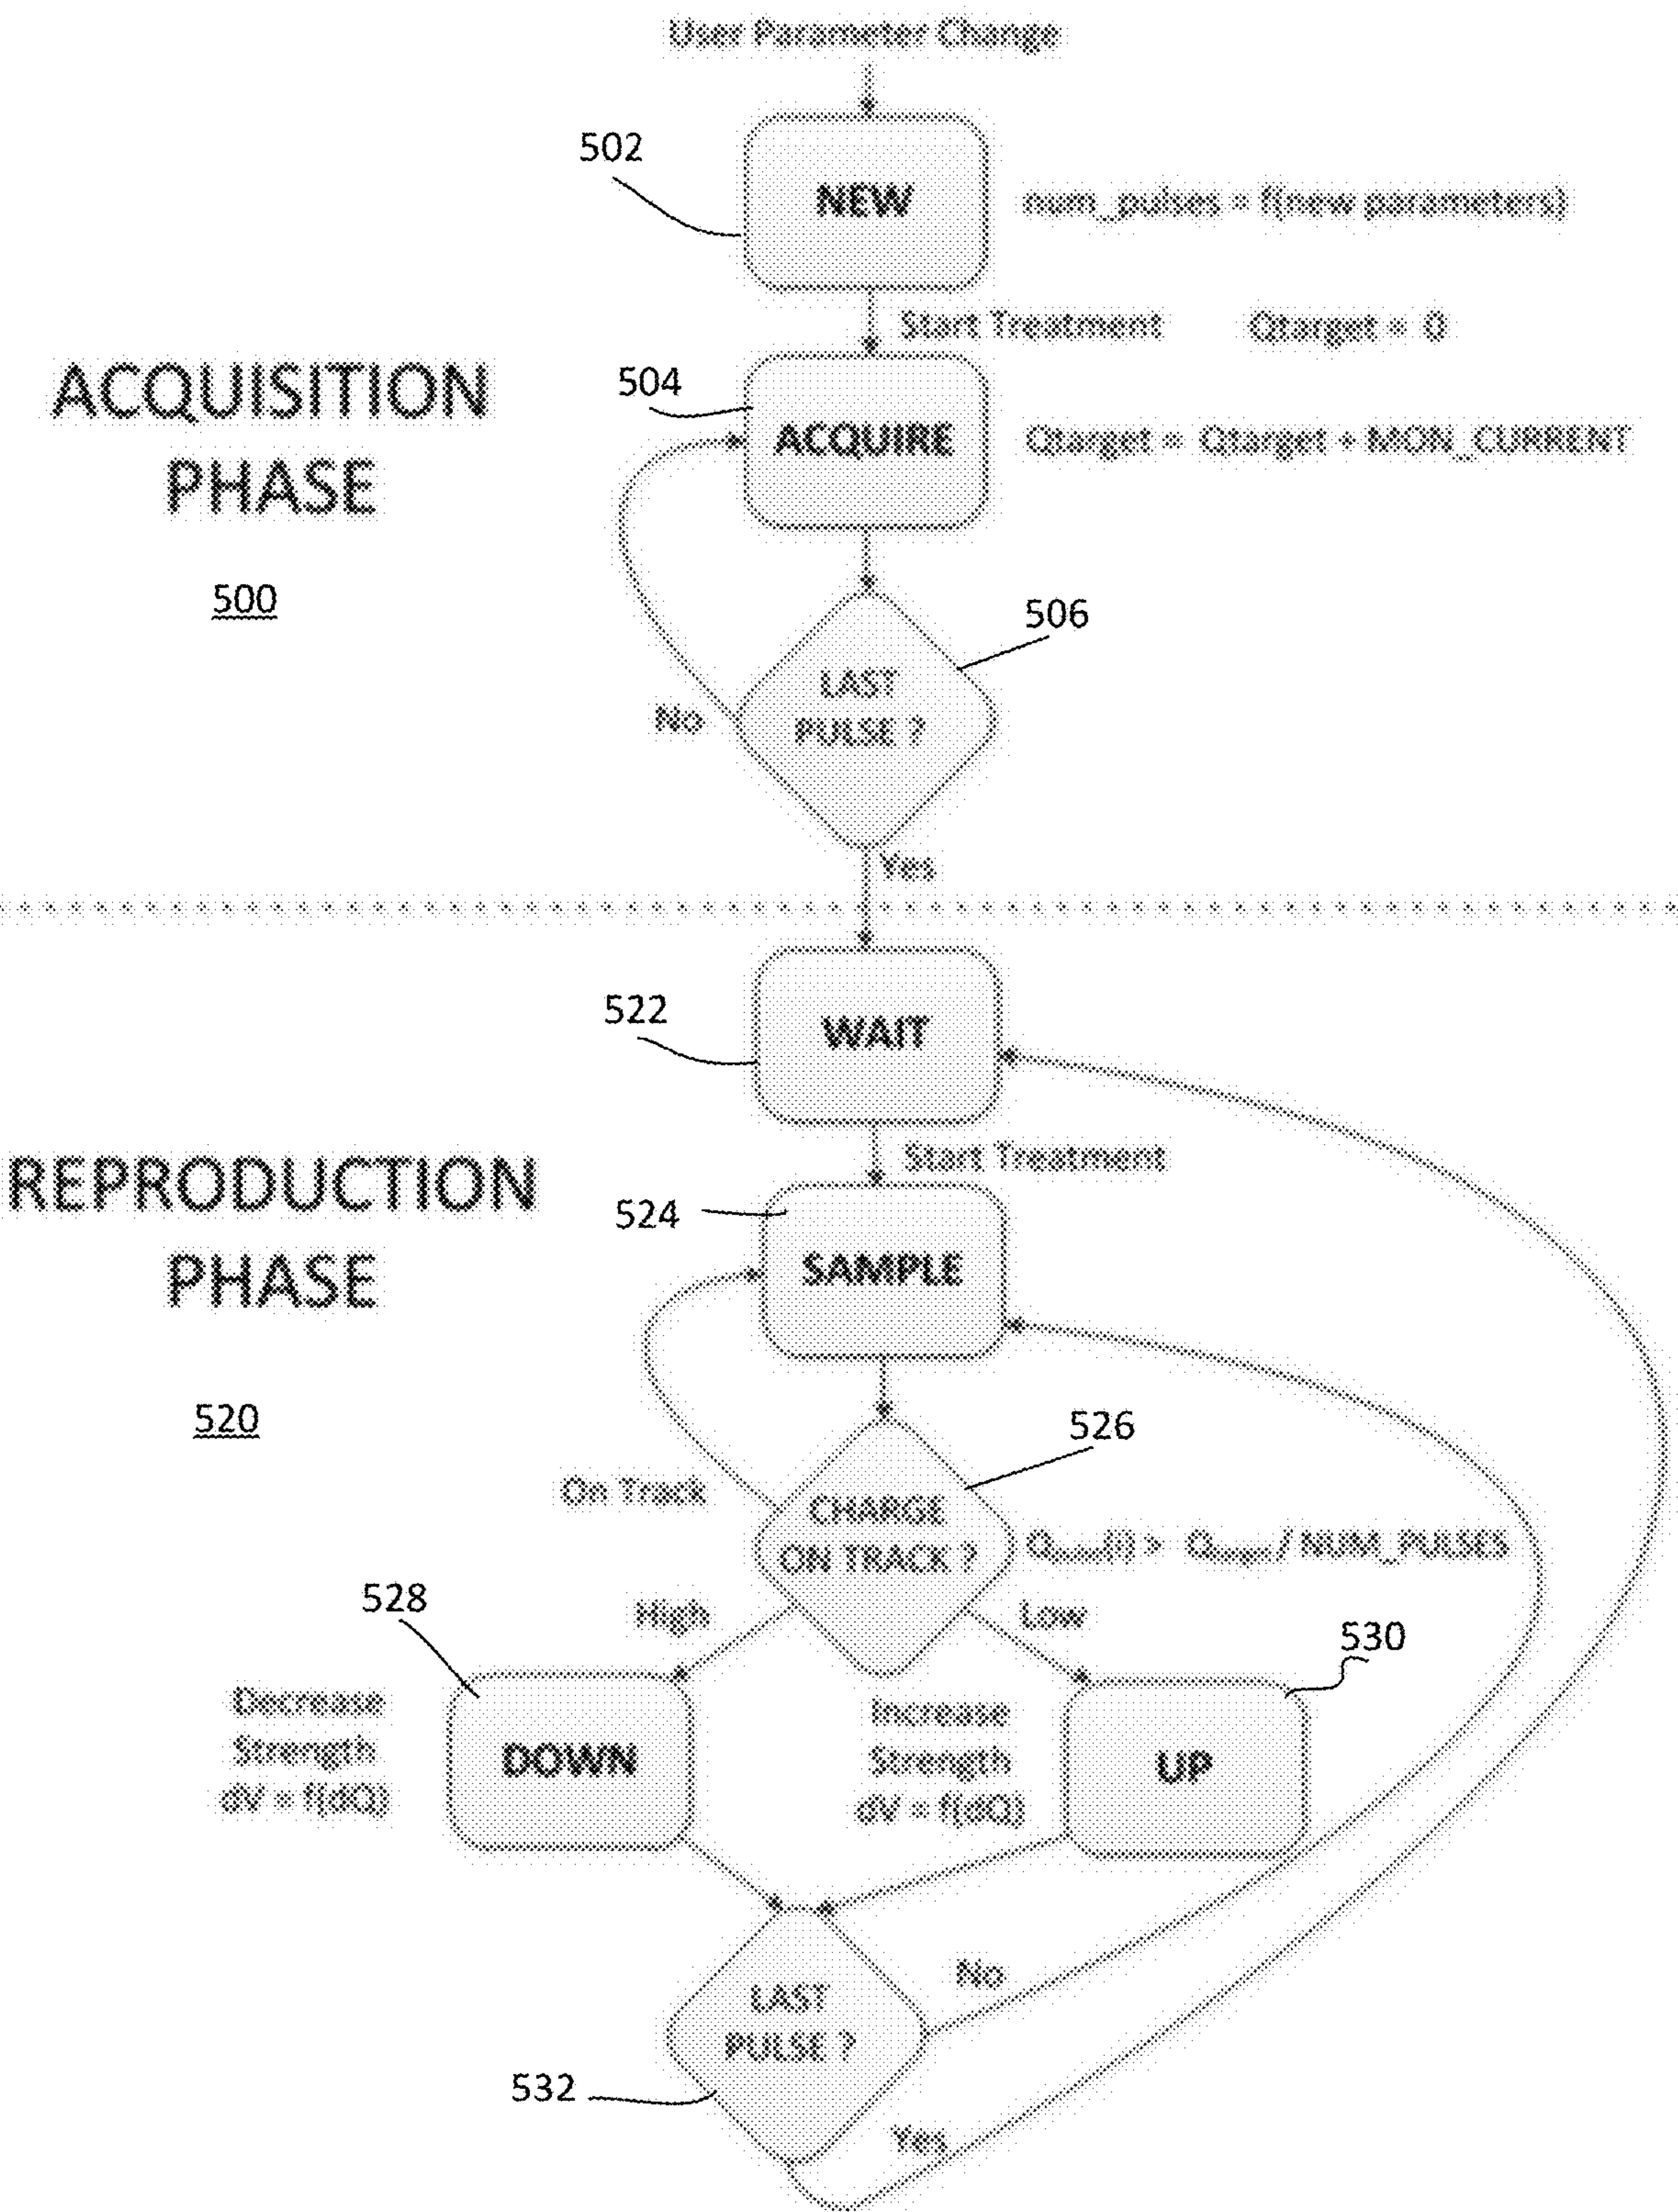 User Parameter Change
502
NEW
num_pulses = f(new parameters)
Start Treatment Qtarget = 0
ACQUISITION
PHASE
500
504
ACQUIRE
Qtarget = Qtarget + MON_CURRENT
506
LAST
PULSE ?
No
Yes
522
WAIT
Start Treatment
REPRODUCTION
PHASE
520
524
SAMPLE
526
On Track
CHARGE
ON TRACK ?
Q (i) > Q / NUM_PULSES
High
Low
528
530
Decrease
Strength
dV = f(dQ)
DOWN
Increase
Strength
dV = f(dQ)
UP
LAST
PULSE ?
No
532
Yes